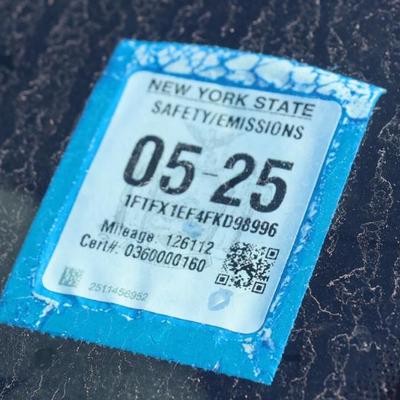 NEW YORK STATE
SAFETY/EMISSIONS
05-25
1FTFX1EF4FKD98996
Mileage: 126112
Cert#: 0360000160
2511456952